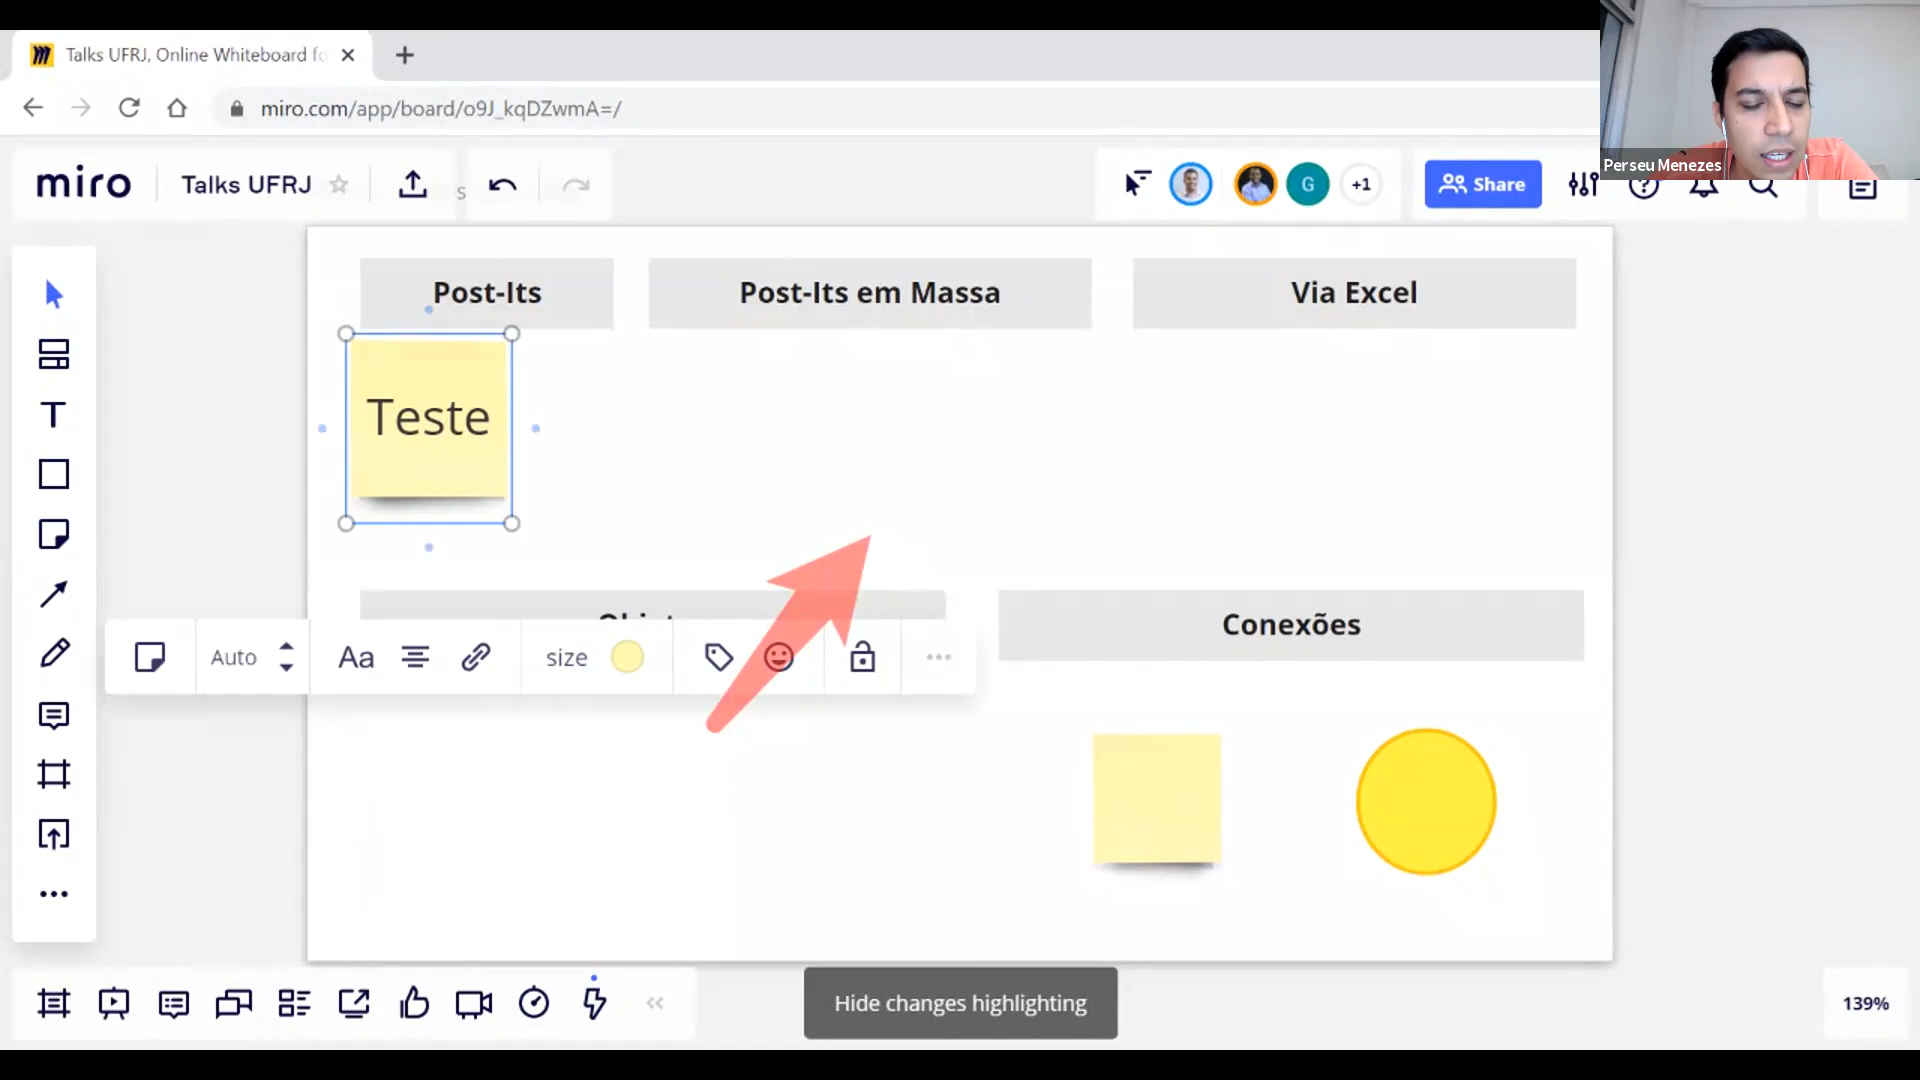 Talks UFRJ, Online Whiteboard fo
miro.com/app/board/o9J_kqDZwmA=/
Perseu Menezes
miro
Talks UFRJ
s
G
+1
Share
Post-Its
Post-Its em Massa
Via Excel
Teste
Conexões
Auto
Aa
size
Hide changes highlighting
139%